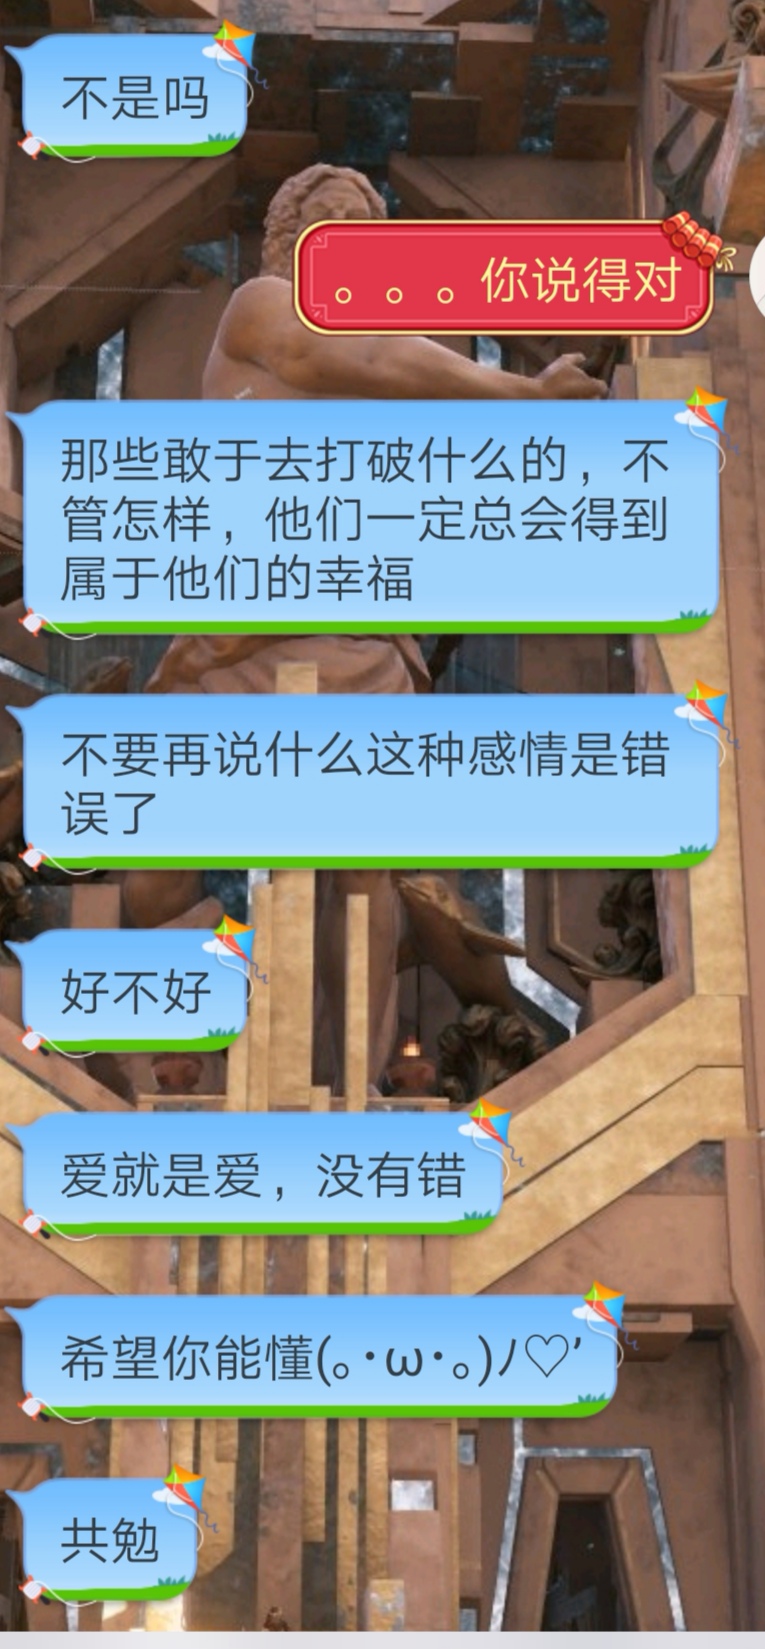 不是吗
。。。你说得对
那些敢于去打破什么的，不
管怎样，他们一定总会得到
属于他们的幸福
不要再说什么这种感情是错
误了
好不好
爱就是爱，没有错
希望你能懂(｡･ω･｡)ﾉ♡'
共勉